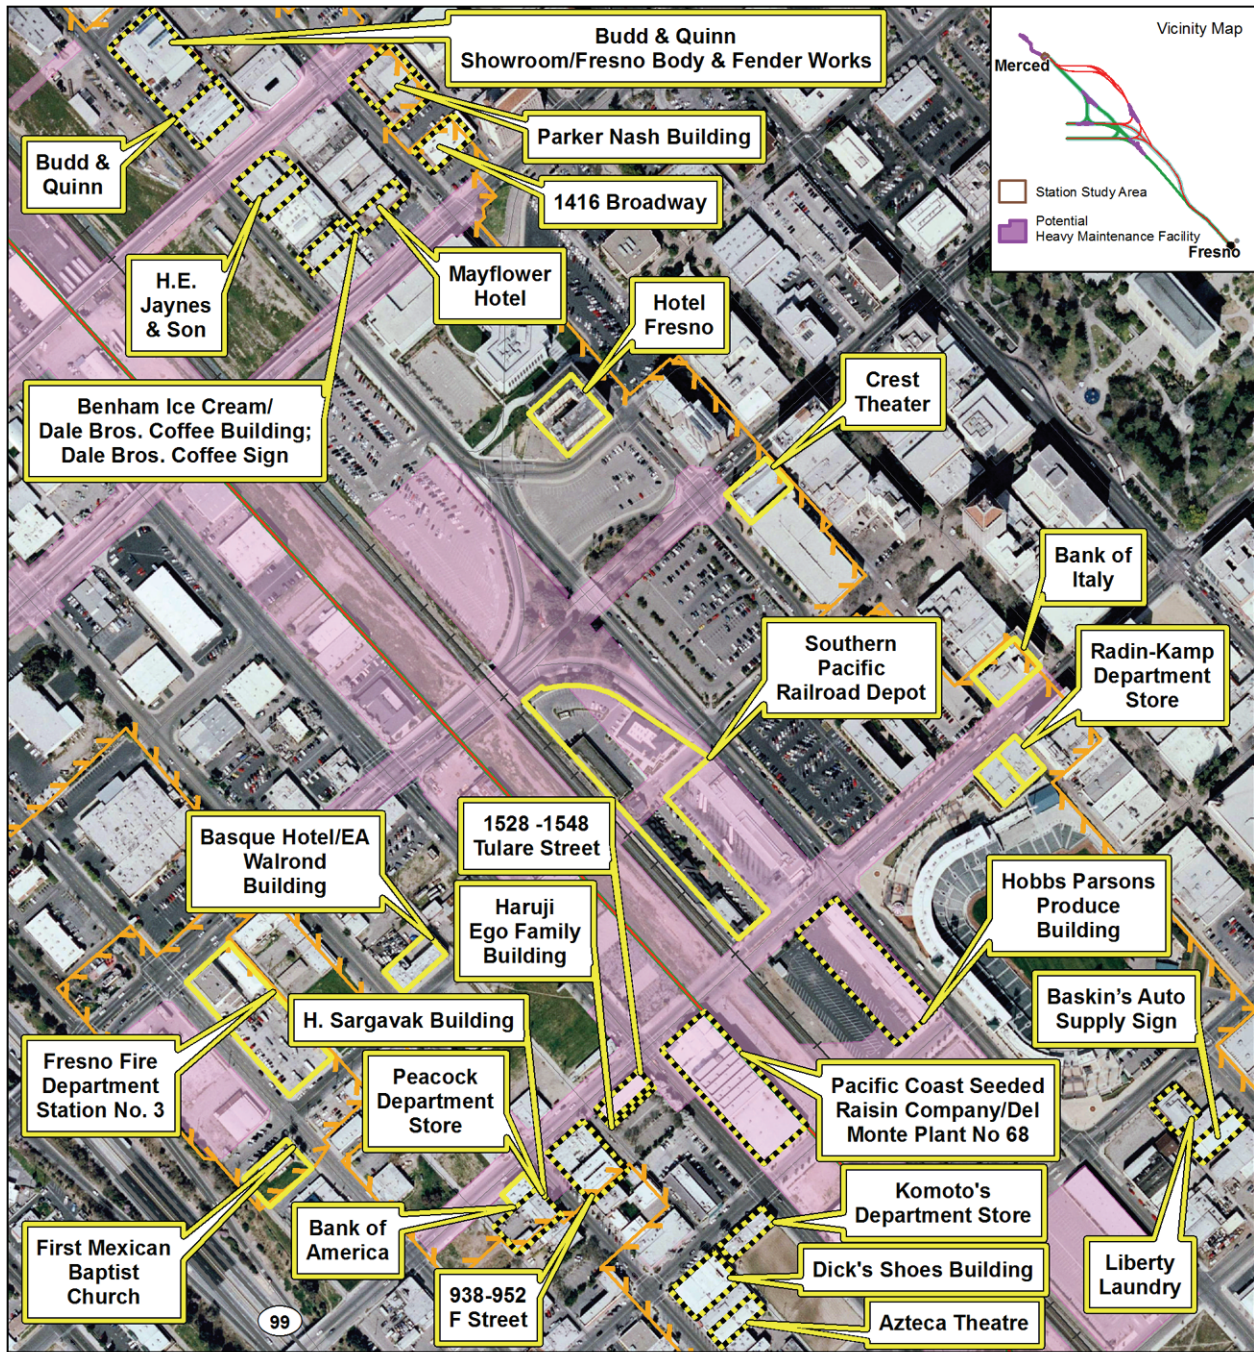 Budd & Quinn
Showroom/Fresno Body & Fender Works
Vicinity Map
Merced
Station Study Area
Potential
Heavy Maintenance Facility
Fresno
Parker Nash Building
Budd &
Quinn
1416 Broadway
H.E.
Jaynes
& Son
Mayflower
Hotel
Hotel
Fresno
Crest
Theater
Benham Ice Cream/
Dale Bros. Coffee Building;
Dale Bros. Coffee Sign
Bank of
Italy
Southern
Pacific
Railroad Depot
Radin-Kamp
Department
Store
Basque Hotel/EA
Walrond
Building
1528 -1548
Tulare Street
Haruji
Ego Family
Building
Hobbs Parsons
Produce
Building
H. Sargavak Building
Baskin's Auto
Supply Sign
Fresno Fire
Department
Station No. 3
Peacock
Department
Store
Pacific Coast Seeded
Raisin Company/Del
Monte Plant No 68
Komoto's
Department Store
First Mexican
Baptist
Church
Bank of
America
Liberty
Laundry
Dick's Shoes Building
938-952
F Street
Azteca Theatre
99